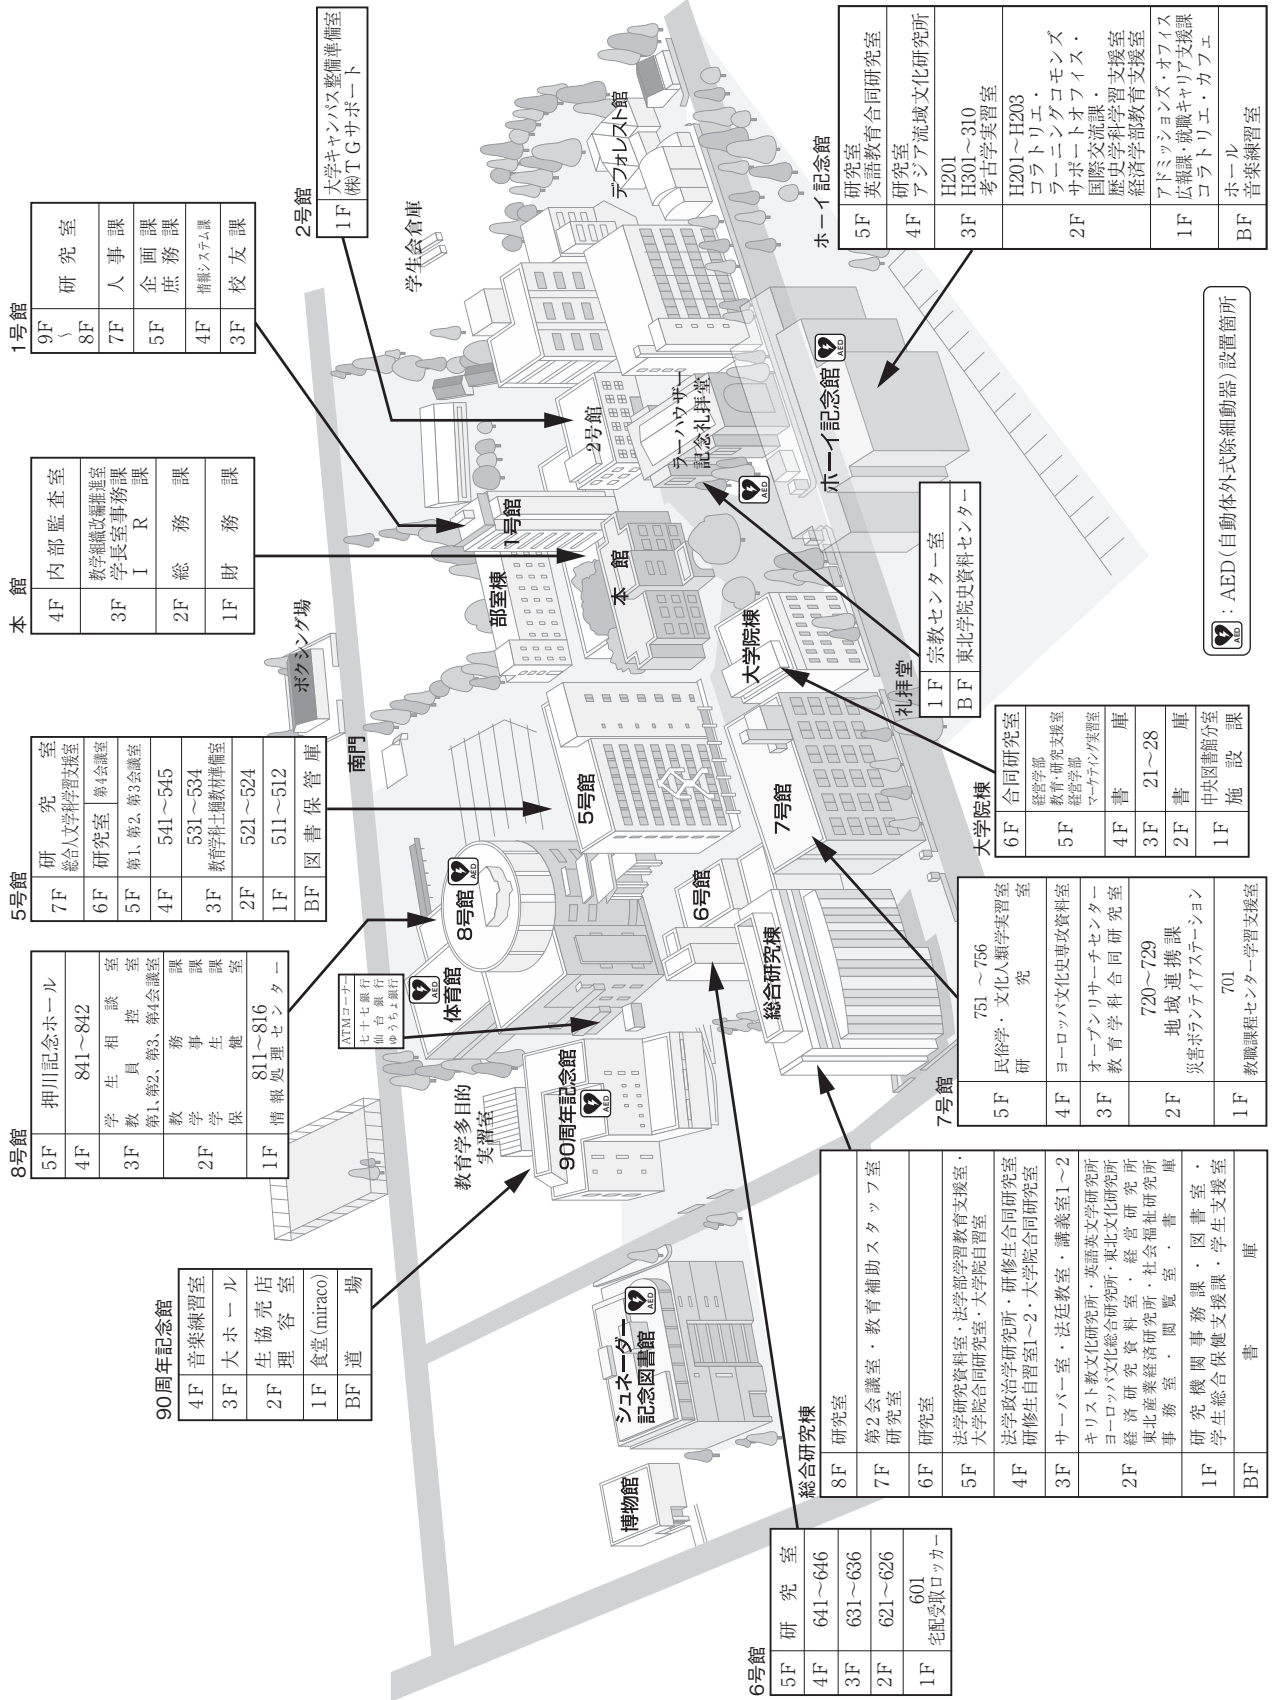 90周年記念館
4F 音楽練習室
3F 大ホール
2F 生協売店
理容室
1F 食堂(miraco)
BF 道場
8号館
5F 押川記念ホール
4F 841~842
3F 学生相談室
教員控室
第1、第2、第3、第4会議室
2F 教務課
学事課
学生課
保健室
1F 811~816
情報処理センター
5号館
7F 研究室
総合人文学科学習支援室
6F 研究室 第4会議室
5F 第1、第2、第3会議室
4F 541~545
3F 531~534
教育学科土樋教材準備室
2F 521~524
1F 511~512
BF 図書保管庫
本館
4F 内部監査室
3F 教学組織改編推進室
学長室事務課
IR課
2F 総務課
1F 財務課
1号館
9F
~
8F 研究室
7F 人事課
5F 企画課
庶務課
4F 情報システム課
3F 校友課
2号館
1F 大学キャンパス整備準備室
(株)TGサポート
ATMコーナー
七十七銀行
仙台銀行
ゆうちょ銀行
ボクシング場
南門
学生会倉庫
デフォレスト館
教育学多目的
実習室
体育館
AED
8号館
AED
部室棟
1号館
2号館
90周年記念館
AED
5号館
本館
ラーハウザー
記念礼拝堂
AED
シュネーダー
記念図書館
AED
博物館
6号館
総合研究棟
7号館
大学院棟
ホーイ記念館
AED
6号館
5F 研究室
4F 641~646
3F 631~636
2F 621~626
1F 601
宅配受取ロッカー
総合研究棟
8F 研究室
7F 第2会議室・教育補助スタッフ室
研究室
6F 研究室
5F 法学研究資料室・法学部学習教育支援室・
大学院合同研究室・大学院自習室
4F 法学政治学研究所・研修生合同研究室
研修生自習室1~2・大学院合同研究室
3F サーバー室・法廷教室・講義室1~2
2F キリスト教文化研究所・英語英文学研究所
ヨーロッパ文化総合研究所・東北文化研究所
経済研究資料室・経営研究所
東北産業経済研究所・社会福祉研究所
事務室・閲覧室・書庫
1F 研究機関事務課・図書室・
学生総合保健支援課・学生支援室
BF 書庫
7号館
5F 751~756
民俗学・文化人類学実習室
研究室
4F ヨーロッパ文化史専攻資料室
3F オープンリサーチセンター
教育学科合同研究室
2F 720~729
地域連携課
災害ボランティアステーション
1F 701
教職課程センター学習支援室
大学院棟
6F 合同研究室
5F 経営学部
教育・研究支援室
経営学部
マーケティング実習室
4F 書庫
3F 21~28
2F 書庫
1F 中央図書館分室
施設課
礼拝堂
1F 宗教センター室
BF 東北学院史資料センター
ホーイ記念館
5F 研究室
英語教育合同研究室
4F 研究室
アジア流域文化研究所
3F H201
H301~310
考古学実習室
2F H201~H203
コラトリエ・
ラーニングコモンズ
サポートオフィス・
国際交流課・
歴史学科学習支援室
経済学部教育支援室
1F アドミッションズ・オフィス
広報課・就職キャリア支援課
コラトリエ・カフェ
BF ホール
音楽練習室
AED:AED(自動体外式除細動器)設置箇所